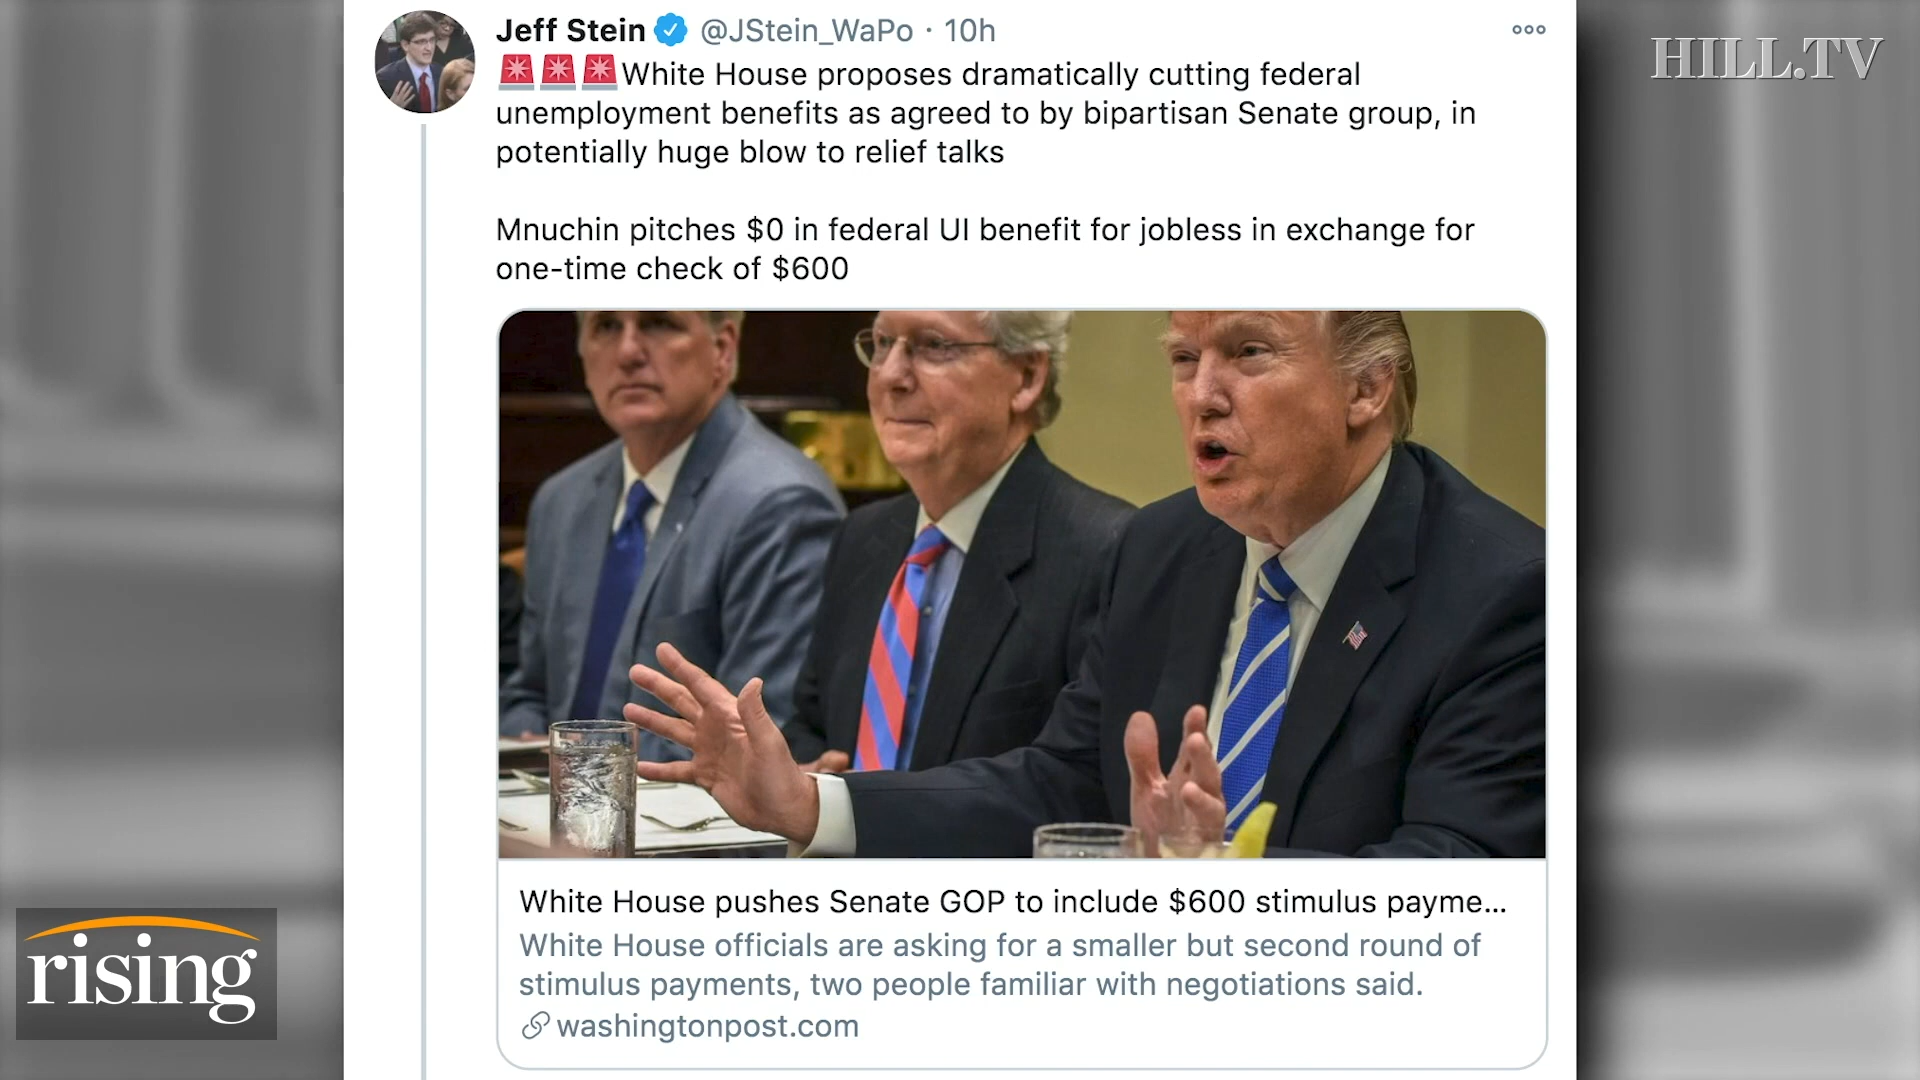 Jeff Stein @JStein_WaPo · 10h
🚨🚨🚨White House proposes dramatically cutting federal
unemployment benefits as agreed to by bipartisan Senate group, in
potentially huge blow to relief talks
Mnuchin pitches $0 in federal UI benefit for jobless in exchange for
one-time check of $600
White House pushes Senate GOP to include $600 stimulus payme...
White House officials are asking for a smaller but second round of
stimulus payments, two people familiar with negotiations said.
washingtonpost.com
HILL.TV
rising